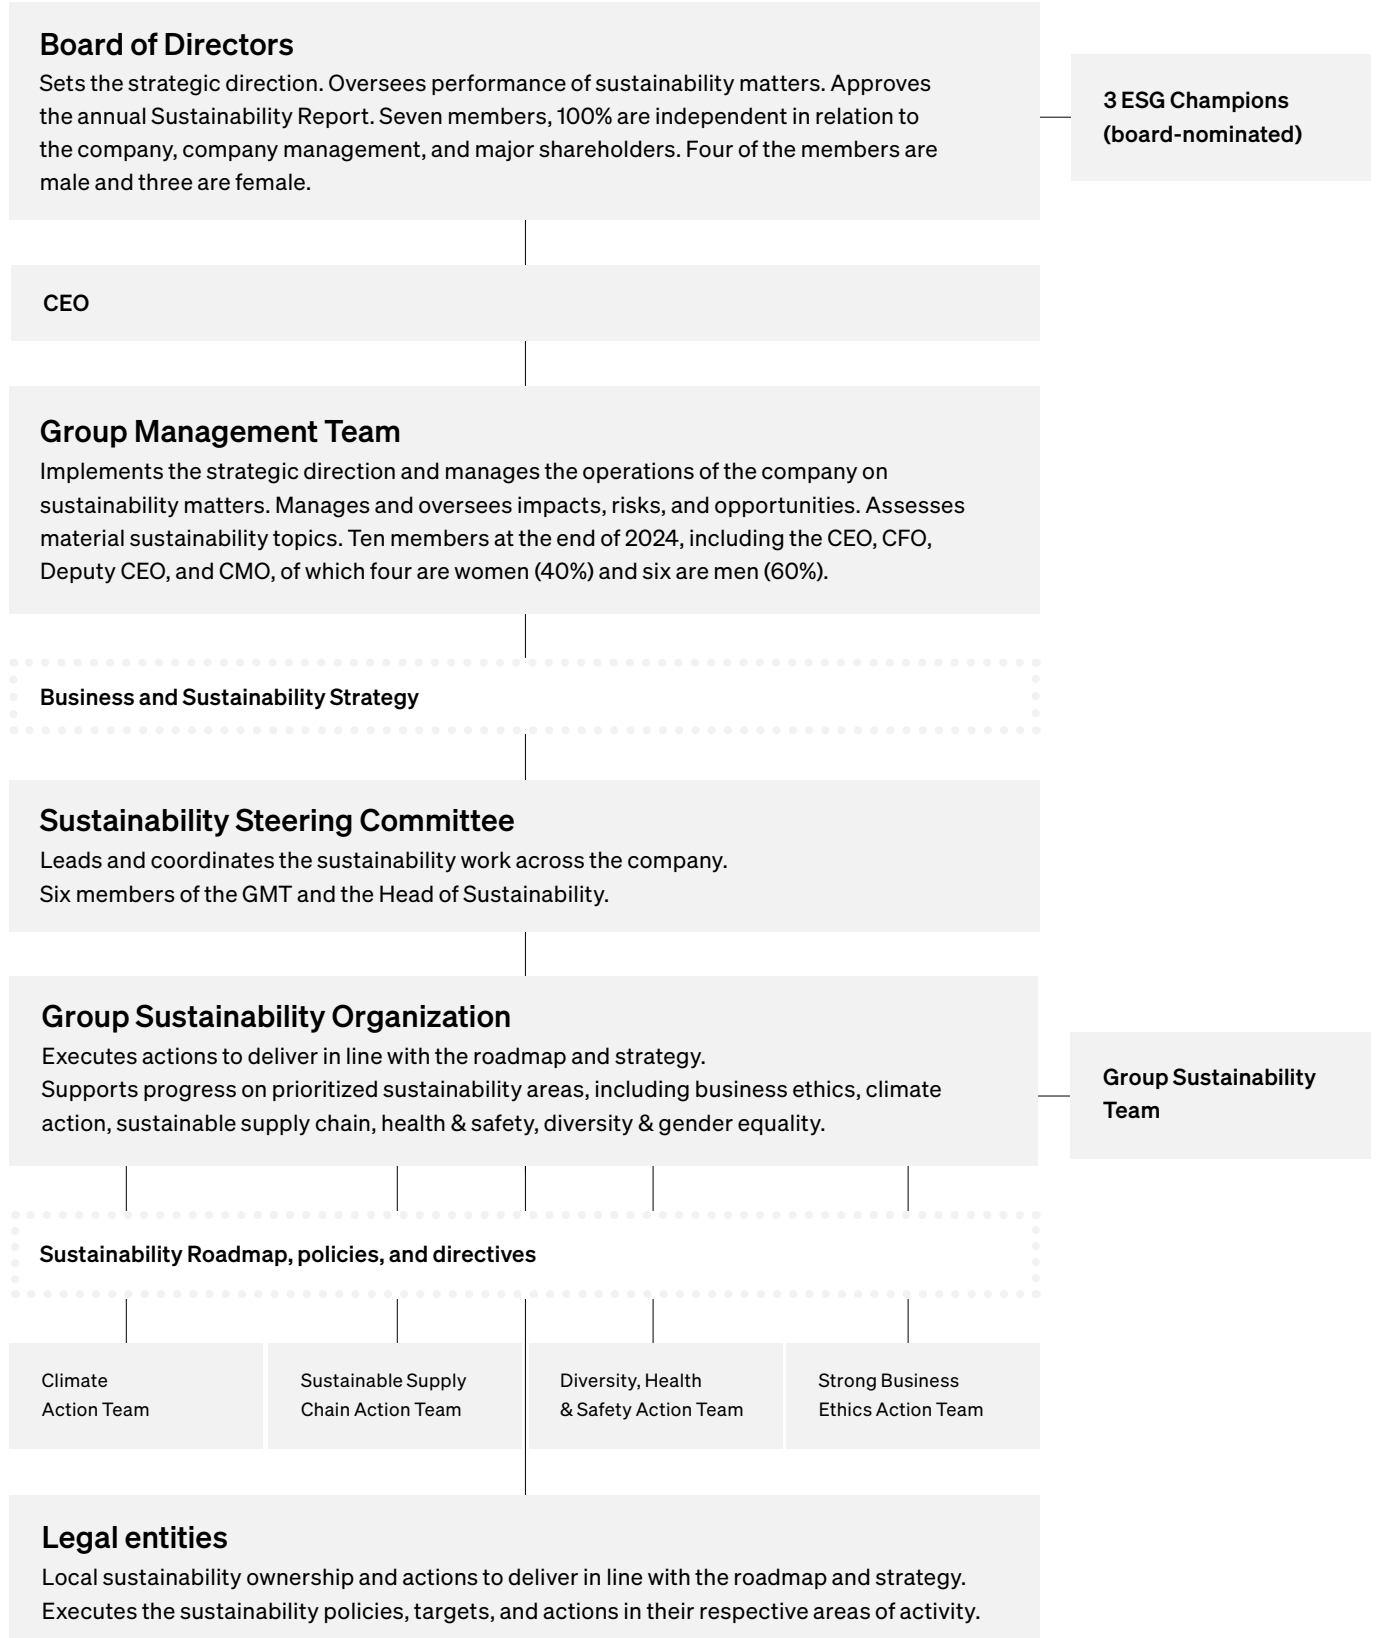 Board of Directors
Sets the strategic direction. Oversees performance of sustainability matters. Approves
the annual Sustainability Report. Seven members, 100% are independent in relation to
the company, company management, and major shareholders. Four of the members are
male and three are female.
3 ESG Champions
(board-nominated)
CEO
Group Management Team
Implements the strategic direction and manages the operations of the company on
sustainability matters. Manages and oversees impacts, risks, and opportunities. Assesses
material sustainability topics. Ten members at the end of 2024, including the CEO, CFO,
Deputy CEO, and CMO, of which four are women (40%) and six are men (60%).
Business and Sustainability Strategy
Sustainability Steering Committee
Leads and coordinates the sustainability work across the company.
Six members of the GMT and the Head of Sustainability.
Group Sustainability Organization
Executes actions to deliver in line with the roadmap and strategy.
Supports progress on prioritized sustainability areas, including business ethics, climate
action, sustainable supply chain, health & safety, diversity & gender equality.
Group Sustainability
Team
Sustainability Roadmap, policies, and directives
Climate
Action Team
Sustainable Supply
Chain Action Team
Diversity, Health
& Safety Action Team
Strong Business
Ethics Action Team
Legal entities
Local sustainability ownership and actions to deliver in line with the roadmap and strategy.
Executes the sustainability policies, targets, and actions in their respective areas of activity.